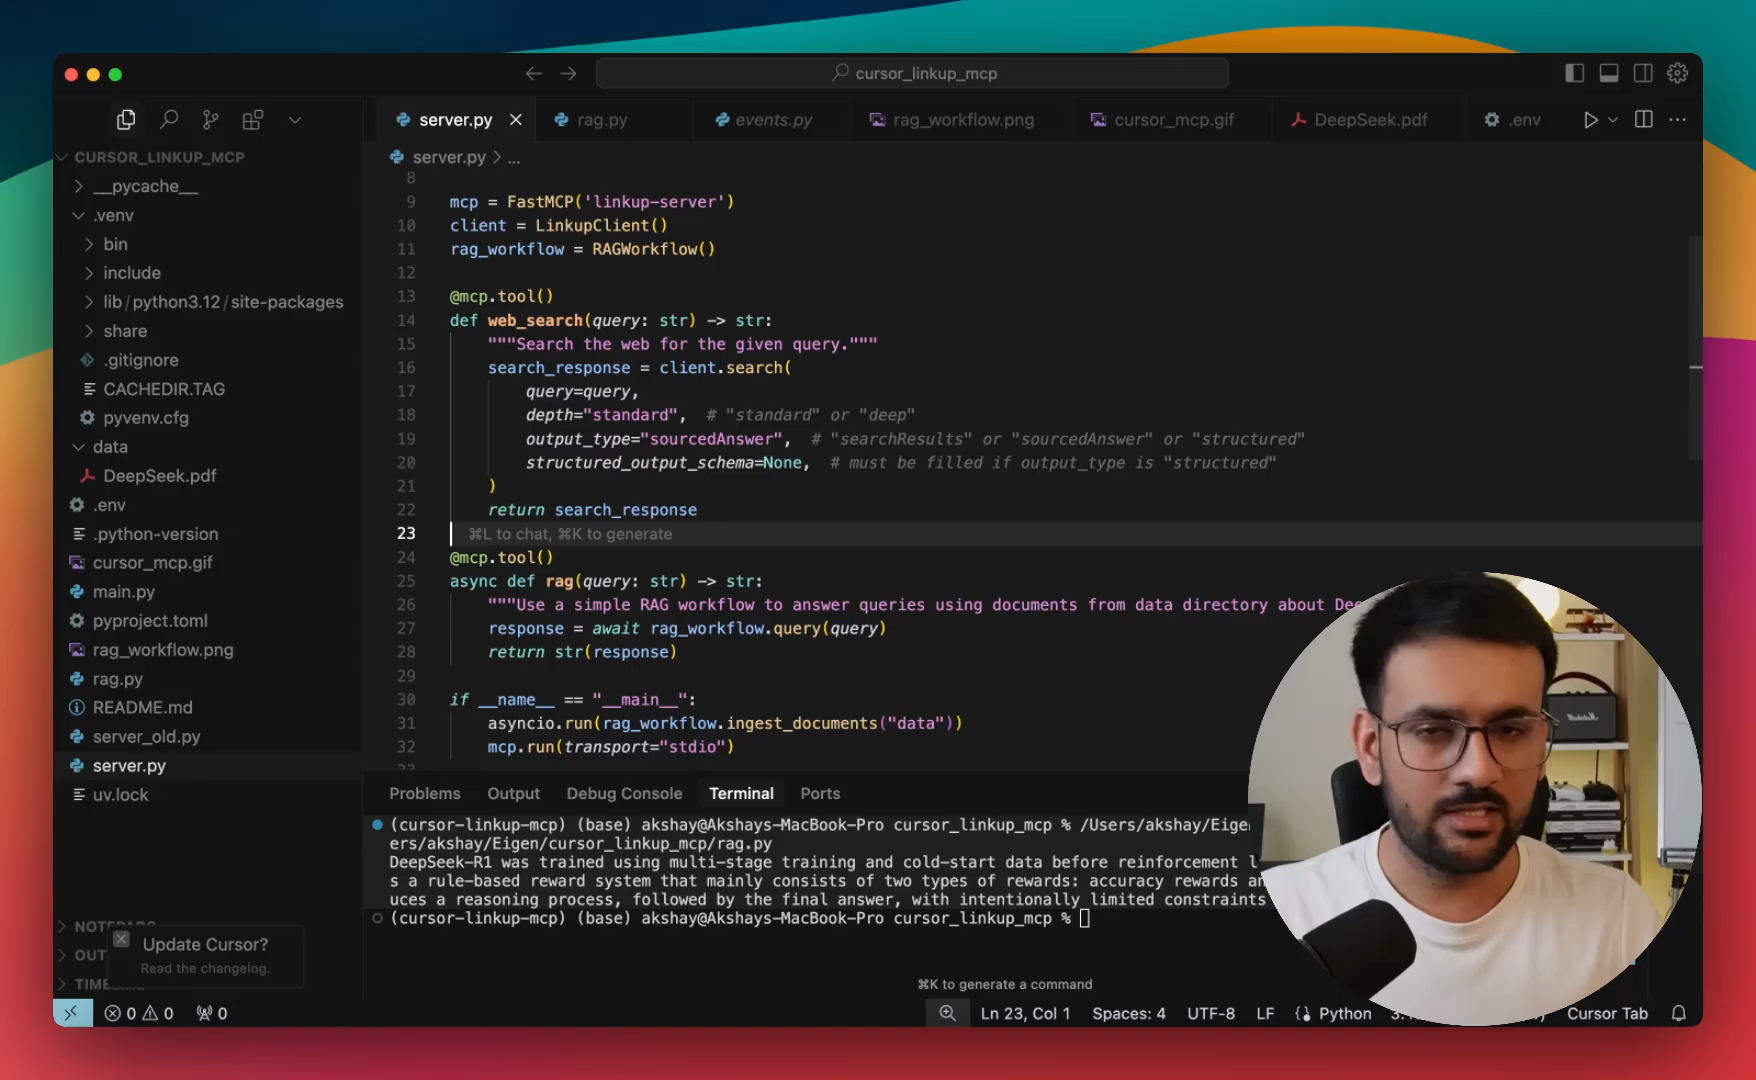 cursor_linkup_mcp
server.py
rag.py
events.py
rag_workflow.png
cursor_mcp.gif
DeepSeek.pdf
.env
CURSOR_LINKUP_MCP
__pycache__
.venv
bin
include
lib/python3.12/site-packages
share
.gitignore
CACHEDIR.TAG
pyvenv.cfg
data
DeepSeek.pdf
.env
.python-version
cursor_mcp.gif
main.py
pyproject.toml
rag_workflow.png
rag.py
README.md
server_old.py
server.py
uv.lock
Update Cursor?
Read the changelog.
server.py > ...
8
9 mcp = FastMCP('linkup-server')
10 client = LinkupClient()
11 rag_workflow = RAGWorkflow()
12
13 @mcp.tool()
14 def web_search(query: str) -> str:
15 """Search the web for the given query."""
16 search_response = client.search(
17 query=query,
18 depth="standard", # "standard" or "deep"
19 output_type="sourcedAnswer", # "searchResults" or "sourcedAnswer" or "structured"
20 structured_output_schema=None, # must be filled if output_type is "structured"
21 )
22 return search_response
23 ⌘L to chat, ⌘K to generate
24 @mcp.tool()
25 async def rag(query: str) -> str:
26 """Use a simple RAG workflow to answer queries using documents from data directory about De
27 response = await rag_workflow.query(query)
28 return str(response)
29
30 if __name__ == "__main__":
31 asyncio.run(rag_workflow.ingest_documents("data"))
32 mcp.run(transport="stdio")
Problems Output Debug Console Terminal Ports
(cursor-linkup-mcp) (base) akshay@Akshays-MacBook-Pro cursor_linkup_mcp % /Users/akshay/Eige
ers/akshay/Eigen/cursor_linkup_mcp/rag.py
DeepSeek-R1 was trained using multi-stage training and cold-start data before reinforcement l
s a rule-based reward system that mainly consists of two types of rewards: accuracy rewards a
uces a reasoning process, followed by the final answer, with intentionally limited constraints
(cursor-linkup-mcp) (base) akshay@Akshays-MacBook-Pro cursor_linkup_mcp %
⌘K to generate a command
0 0 0
Ln 23, Col 1 Spaces: 4 UTF-8 LF Python Cursor Tab
Marshall